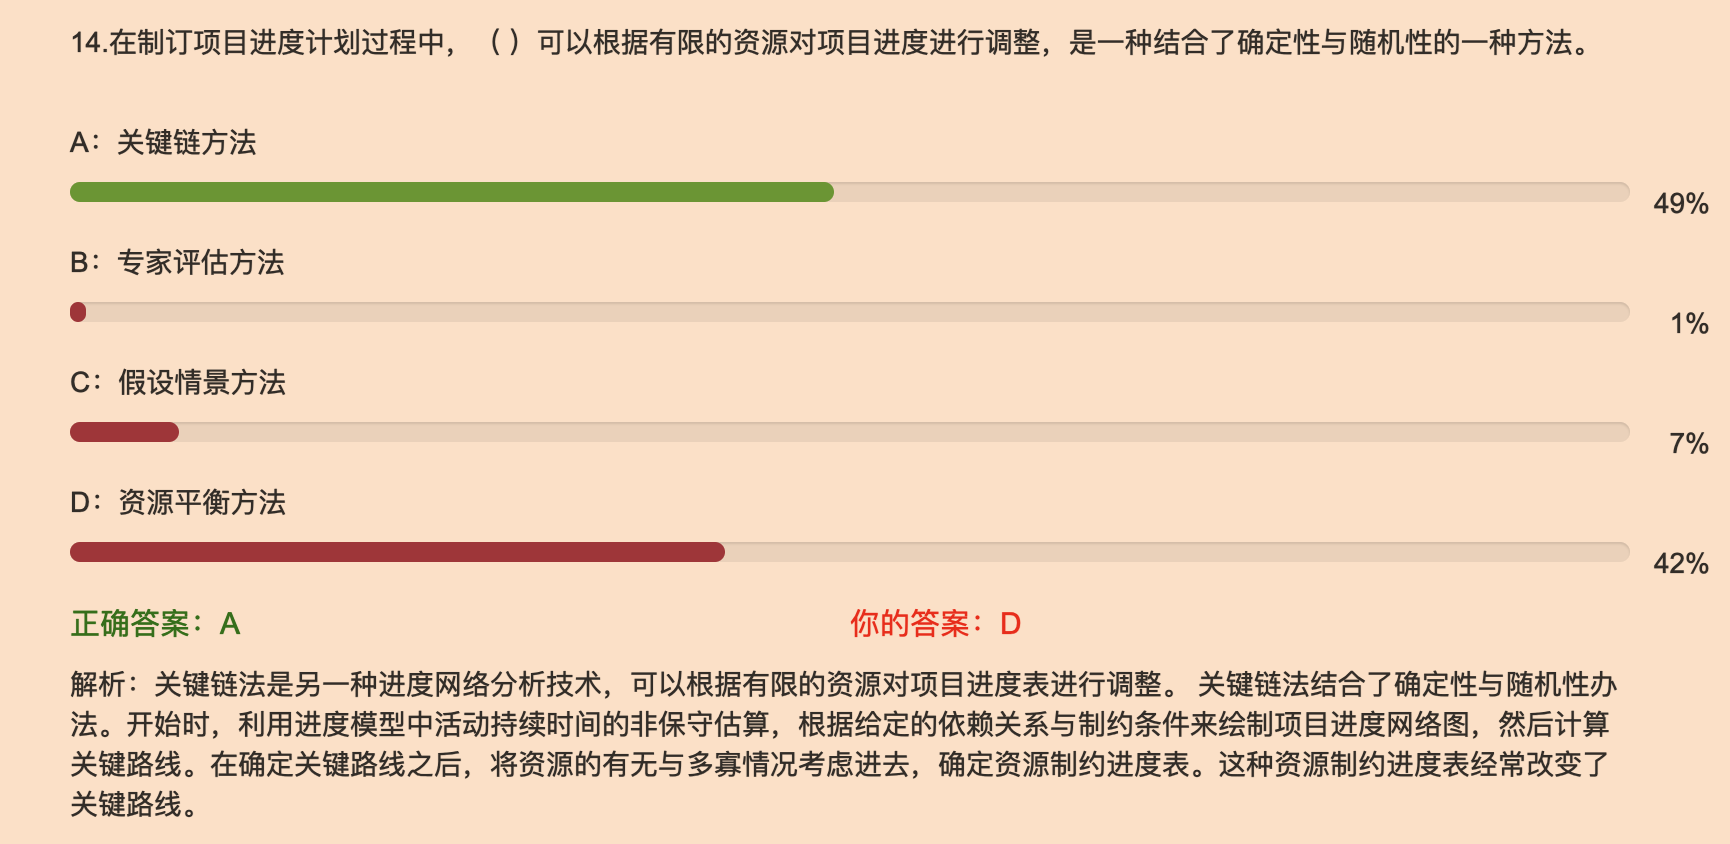 14.在制订项目进度计划过程中，（）可以根据有限的资源对项目进度进行调整，是一种结合了确定性与随机性的一种方法。
A：关键链方法
49%
B：专家评估方法
1%
C：假设情景方法
7%
D：资源平衡方法
42%
正确答案：A 你的答案：D
解析：关键链法是另一种进度网络分析技术，可以根据有限的资源对项目进度表进行调整。 关键链法结合了确定性与随机性办
法。开始时，利用进度模型中活动持续时间的非保守估算，根据给定的依赖关系与制约条件来绘制项目进度网络图，然后计算
关键路线。在确定关键路线之后，将资源的有无与多寡情况考虑进去，确定资源制约进度表。这种资源制约进度表经常改变了
关键路线。